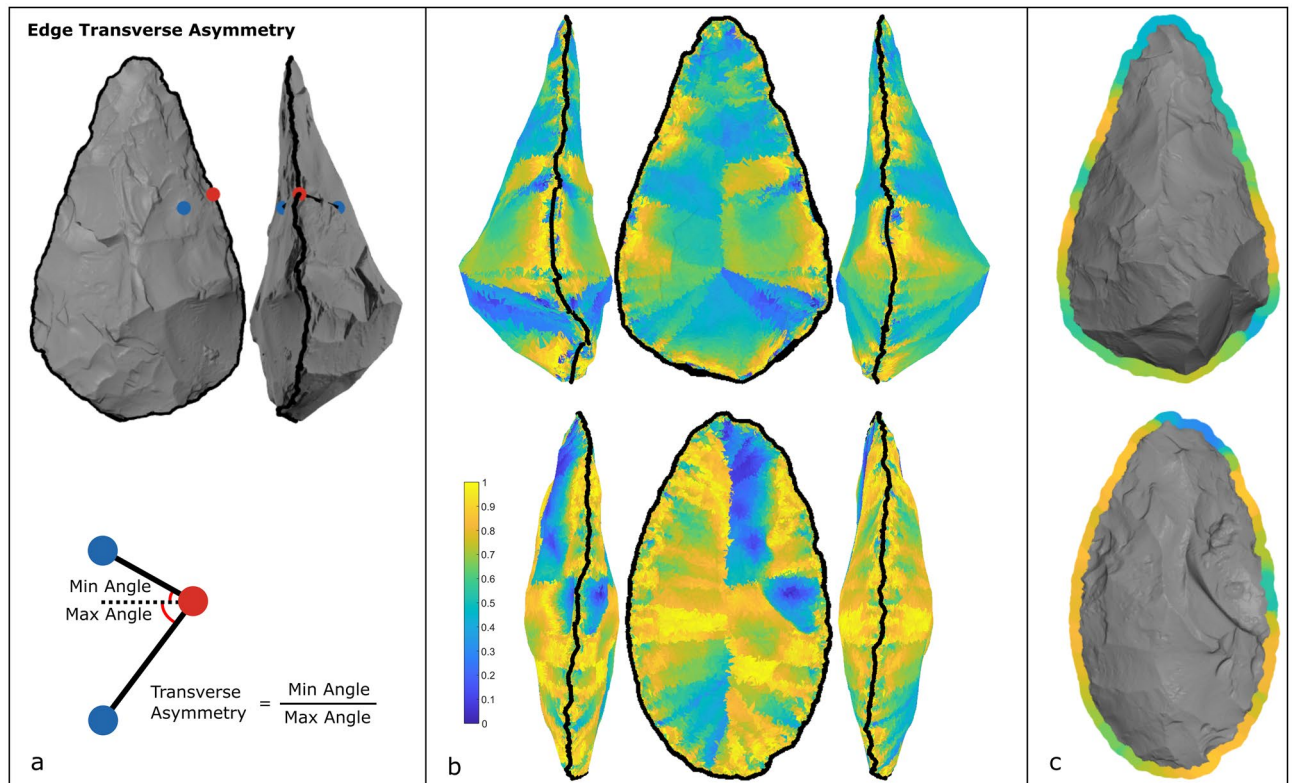 Edge Transverse Asymmetry
Min Angle
Max Angle
Transverse
Asymmetry
=
Min Angle
Max Angle
a
1
0.9
0.8
0.7
0.6
0.5
0.4
0.3
0.2
0.1
0
b
c